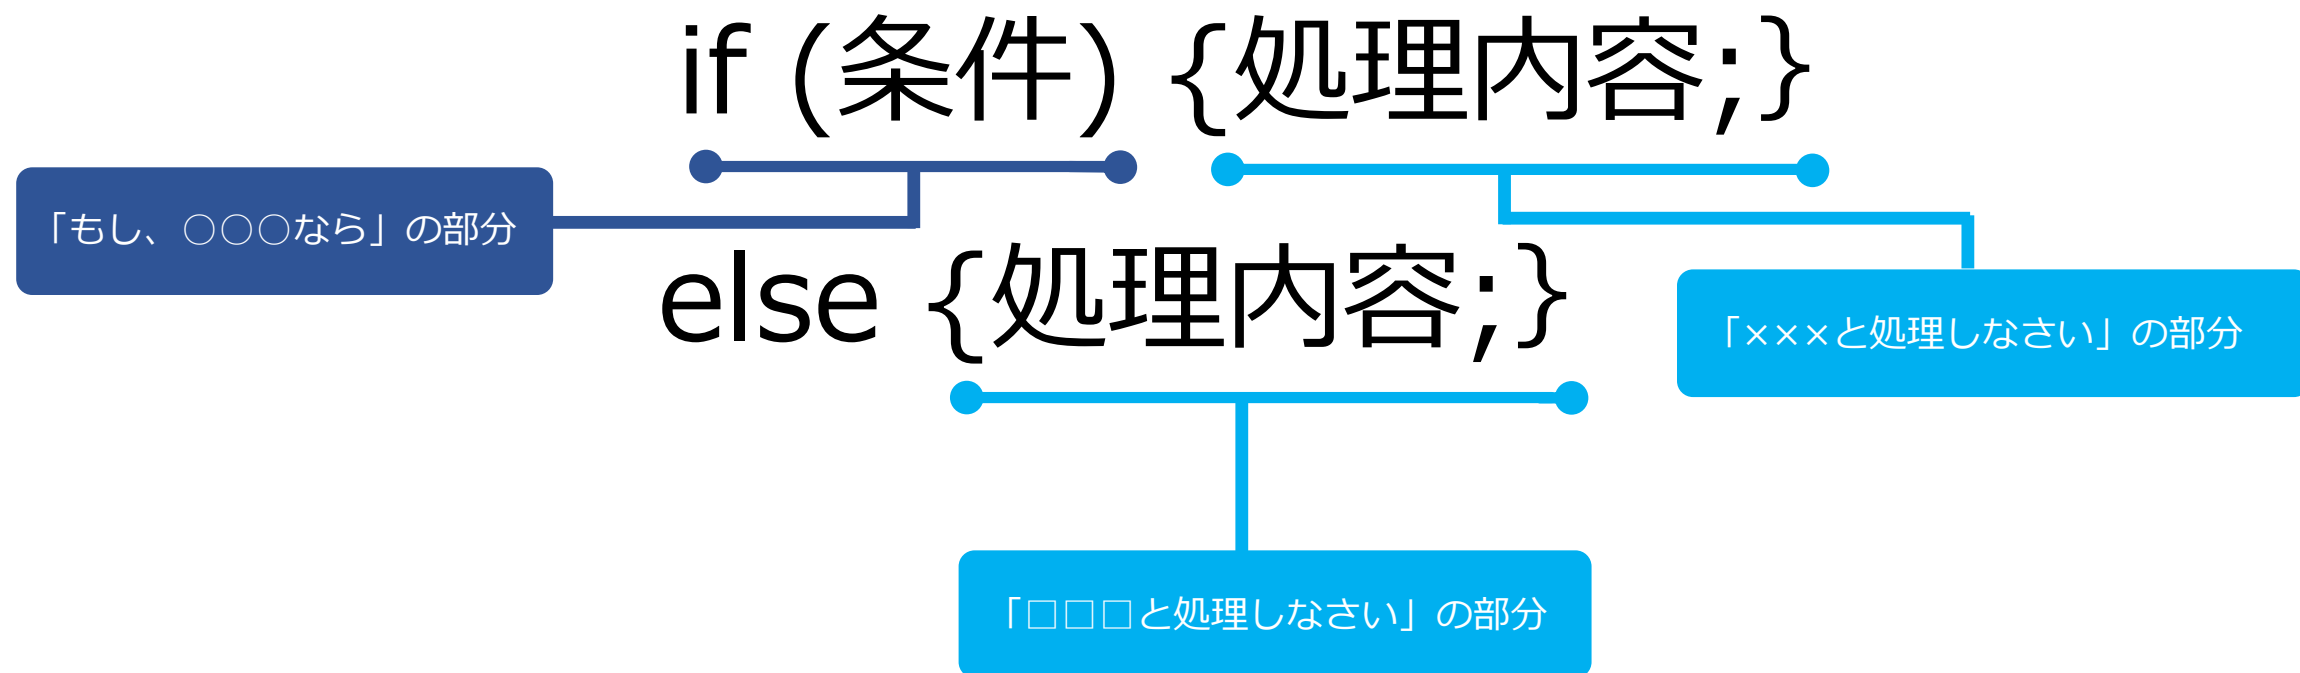 if (条件) {処理内容;}
「もし、○○○なら」の部分
else {処理内容;}
「×××と処理しなさい」の部分
「□□□と処理しなさい」の部分